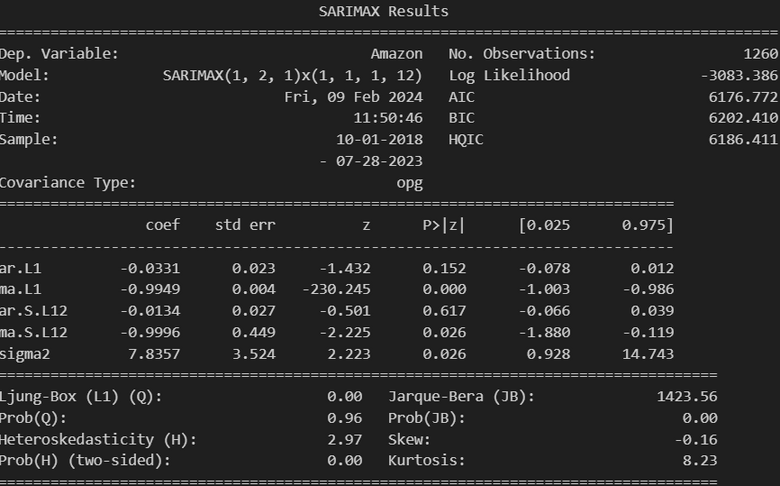 SARIMAX Results
==============================================================================
Dep. Variable: Amazon No. Observations: 1260
Model: SARIMAX(1, 2, 1)x(1, 1, 1, 12) Log Likelihood -3083.386
Date: Fri, 09 Feb 2024 AIC 6176.772
Time: 11:50:46 BIC 6202.410
Sample: 10-01-2018 HQIC 6186.411
- 07-28-2023
Covariance Type: opg
==============================================================================
coef std err z P>|z| [0.025 0.975]
------------------------------------------------------------------------------
ar.L1 -0.0331 0.023 -1.432 0.152 -0.078 0.012
ma.L1 -0.9949 0.004 -230.245 0.000 -1.003 -0.986
ar.S.L12 -0.0134 0.027 -0.501 0.617 -0.066 0.039
ma.S.L12 -0.9996 0.449 -2.225 0.026 -1.880 -0.119
sigma2 7.8357 3.524 2.223 0.026 0.928 14.743
==============================================================================
Ljung-Box (L1) (Q): 0.00 Jarque-Bera (JB): 1423.56
Prob(Q): 0.96 Prob(JB): 0.00
Heteroskedasticity (H): 2.97 Skew: -0.16
Prob(H) (two-sided): 0.00 Kurtosis: 8.23
==============================================================================